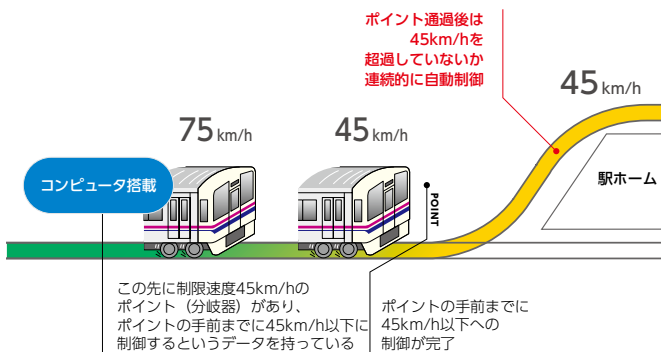 ポイント通過後は
45km/hを
超過していないか
連続的に自動制御
45 km/h
75 km/h
45 km/h
コンピュータ搭載
駅ホーム
POINT
この先に制限速度45km/hの
ポイント（分岐器）があり、
ポイントの手前までに45km/h以下に
制御するというデータを持っている
ポイントの手前までに
45km/h以下への
制御が完了